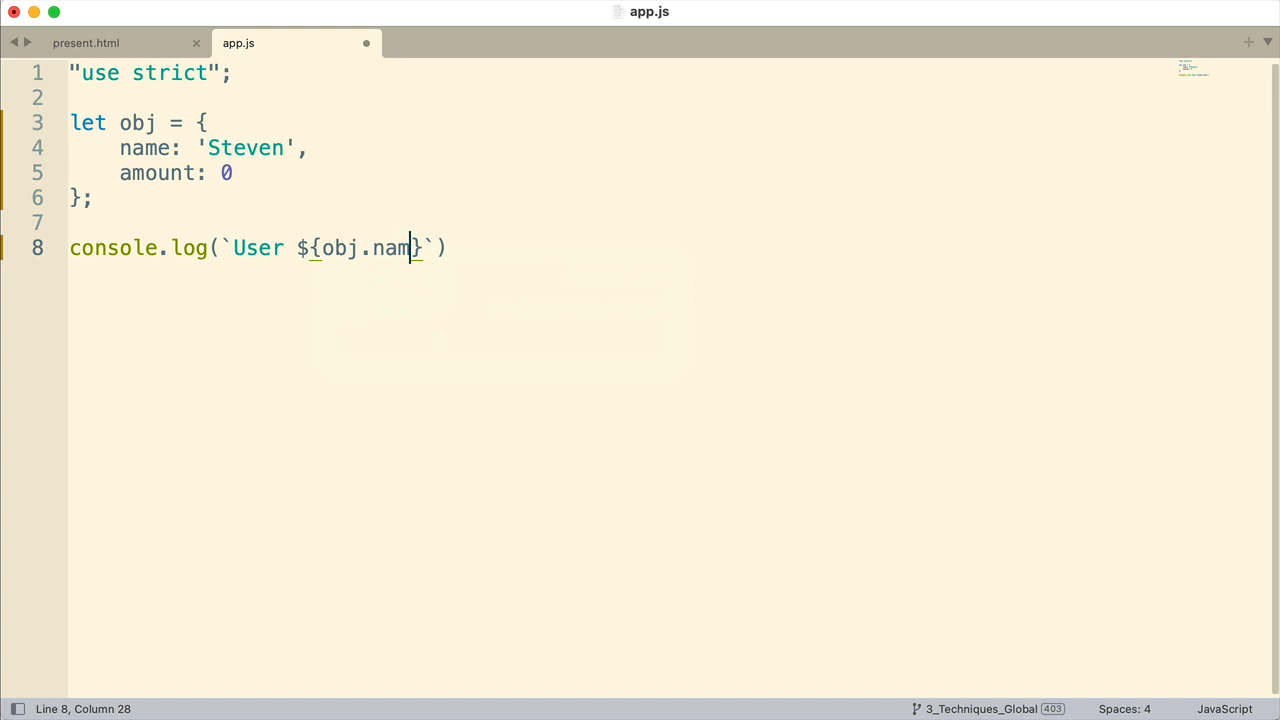 app.js
present.html
app.js
1 "use strict";
2
3 let obj = {
4     name: 'Steven',
5     amount: 0
6 };
7
8 console.log(`User ${obj.nam}`)
Line 8, Column 28 3_Techniques_Global 403 Spaces: 4 JavaScript